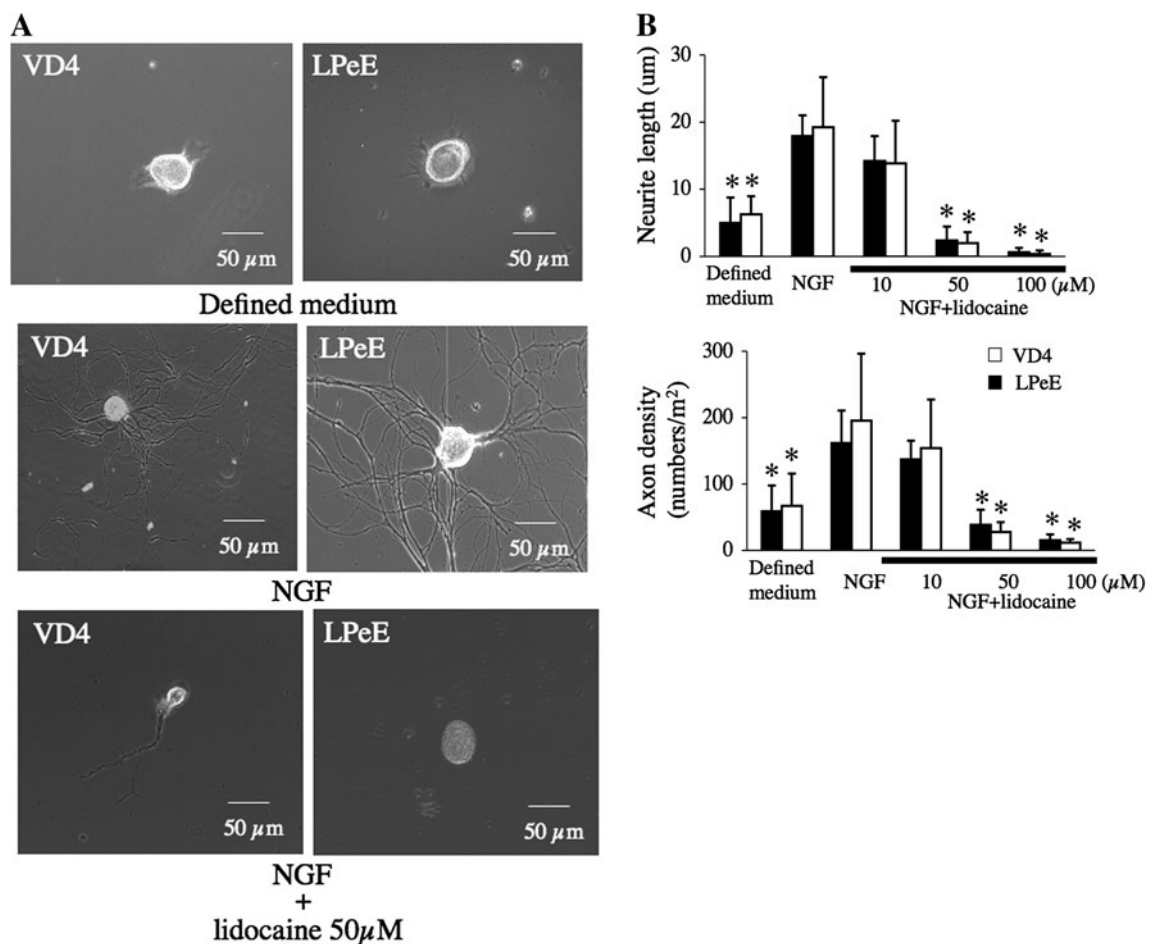 A
VD4
LPeE
50 µm
50 µm
Defined medium
VD4
LPeE
50 µm
50 µm
NGF
VD4
LPeE
50 µm
50 µm
NGF
+
lidocaine 50µM
B
Neurite length (um)
30
20
10
0
* *
* *
* *
Defined
medium
NGF
10
50
100 (µM)
NGF+lidocaine
Axon density
(numbers/m²)
300
200
100
0
VD4
LPeE
* *
* *
* *
Defined
medium
NGF
10
50
100 (µM)
NGF+lidocaine